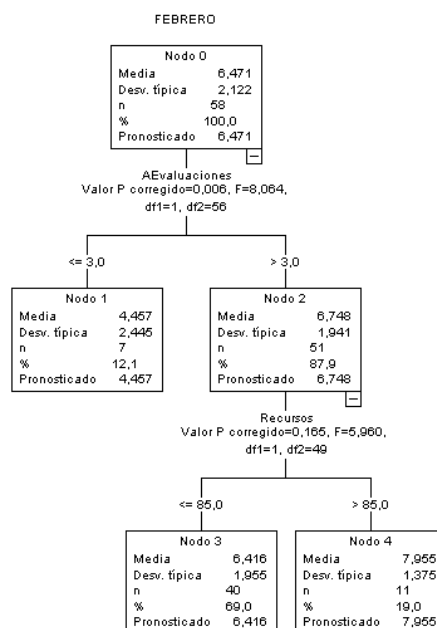 FEBRERO
Nodo 0
Media 6,471
Desv. típica 2,122
n 58
% 100,0
Pronosticado 6,471
AEvaluaciones
Valor P corregido=0,006, F=8,064,
df1=1, df2=56
<= 3,0
> 3,0
Nodo 1
Media 4,457
Desv. típica 2,445
n 7
% 12,1
Pronosticado 4,457
Nodo 2
Media 6,748
Desv. típica 1,941
n 51
% 87,9
Pronosticado 6,748
Recursos
Valor P corregido=0,165, F=5,960,
df1=1, df2=49
<= 85,0
> 85,0
Nodo 3
Media 6,416
Desv. típica 1,955
n 40
% 69,0
Pronosticado 6,416
Nodo 4
Media 7,955
Desv. típica 1,375
n 11
% 19,0
Pronosticado 7,955